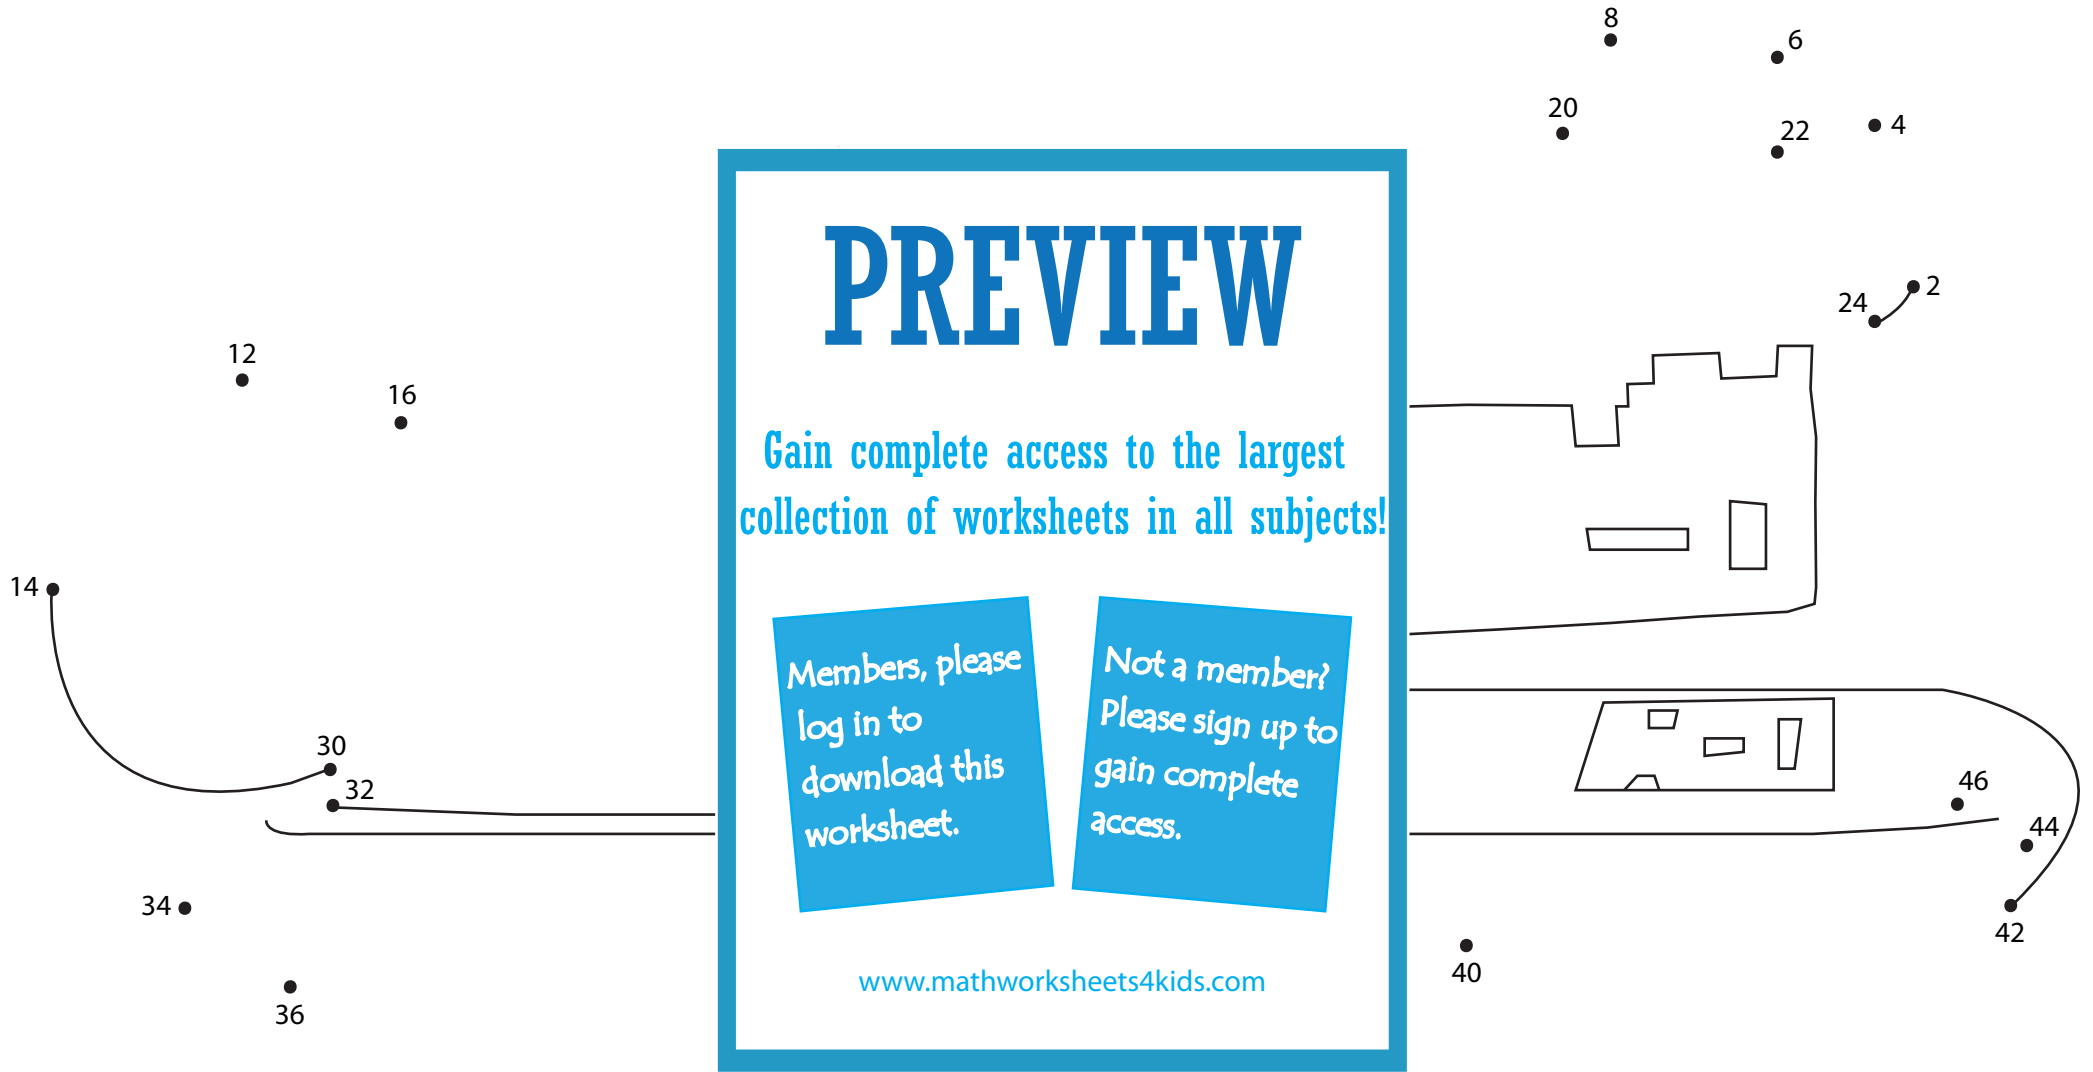 8
6
20
22
4
24
2
12
16
14
30
32
34
36
40
42
44
46
PREVIEW
Gain complete access to the largest
collection of worksheets in all subjects!
Members, please
log in to
download this
worksheet.
Not a member?
Please sign up to
gain complete
access.
www.mathworksheets4kids.com